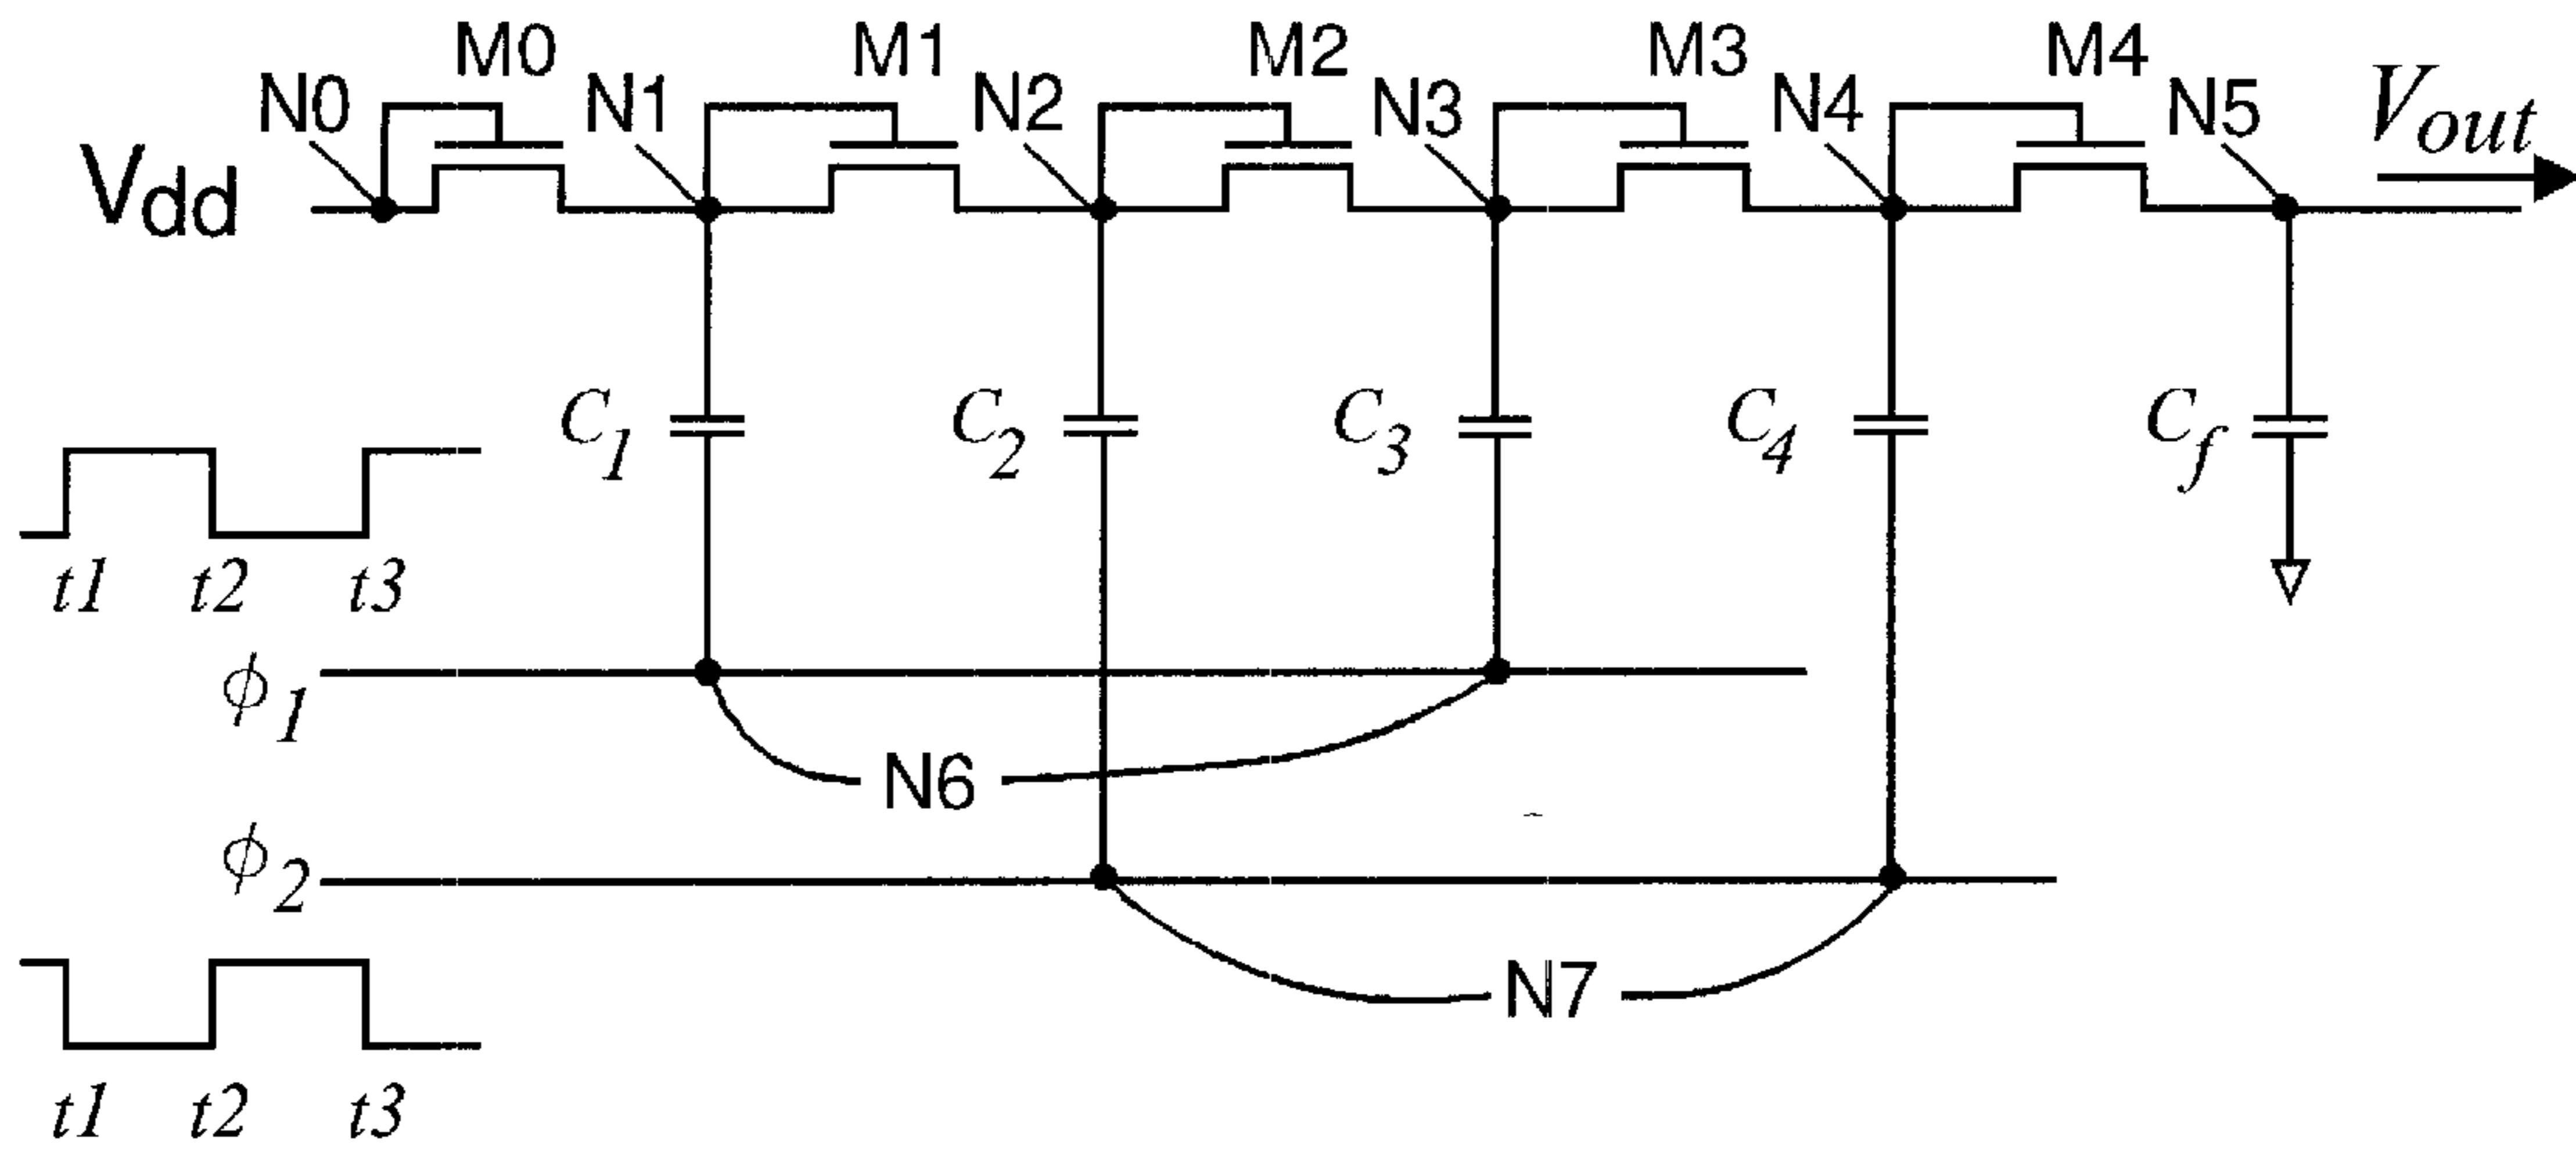 M0 M1 M2 M3 M4
N0 N1 N2 N3 N4 N5 Vout
Vdd
C1 C2 C3 C4 Cf
t1 t2 t3
ϕ1
N6
ϕ2
N7
t1 t2 t3